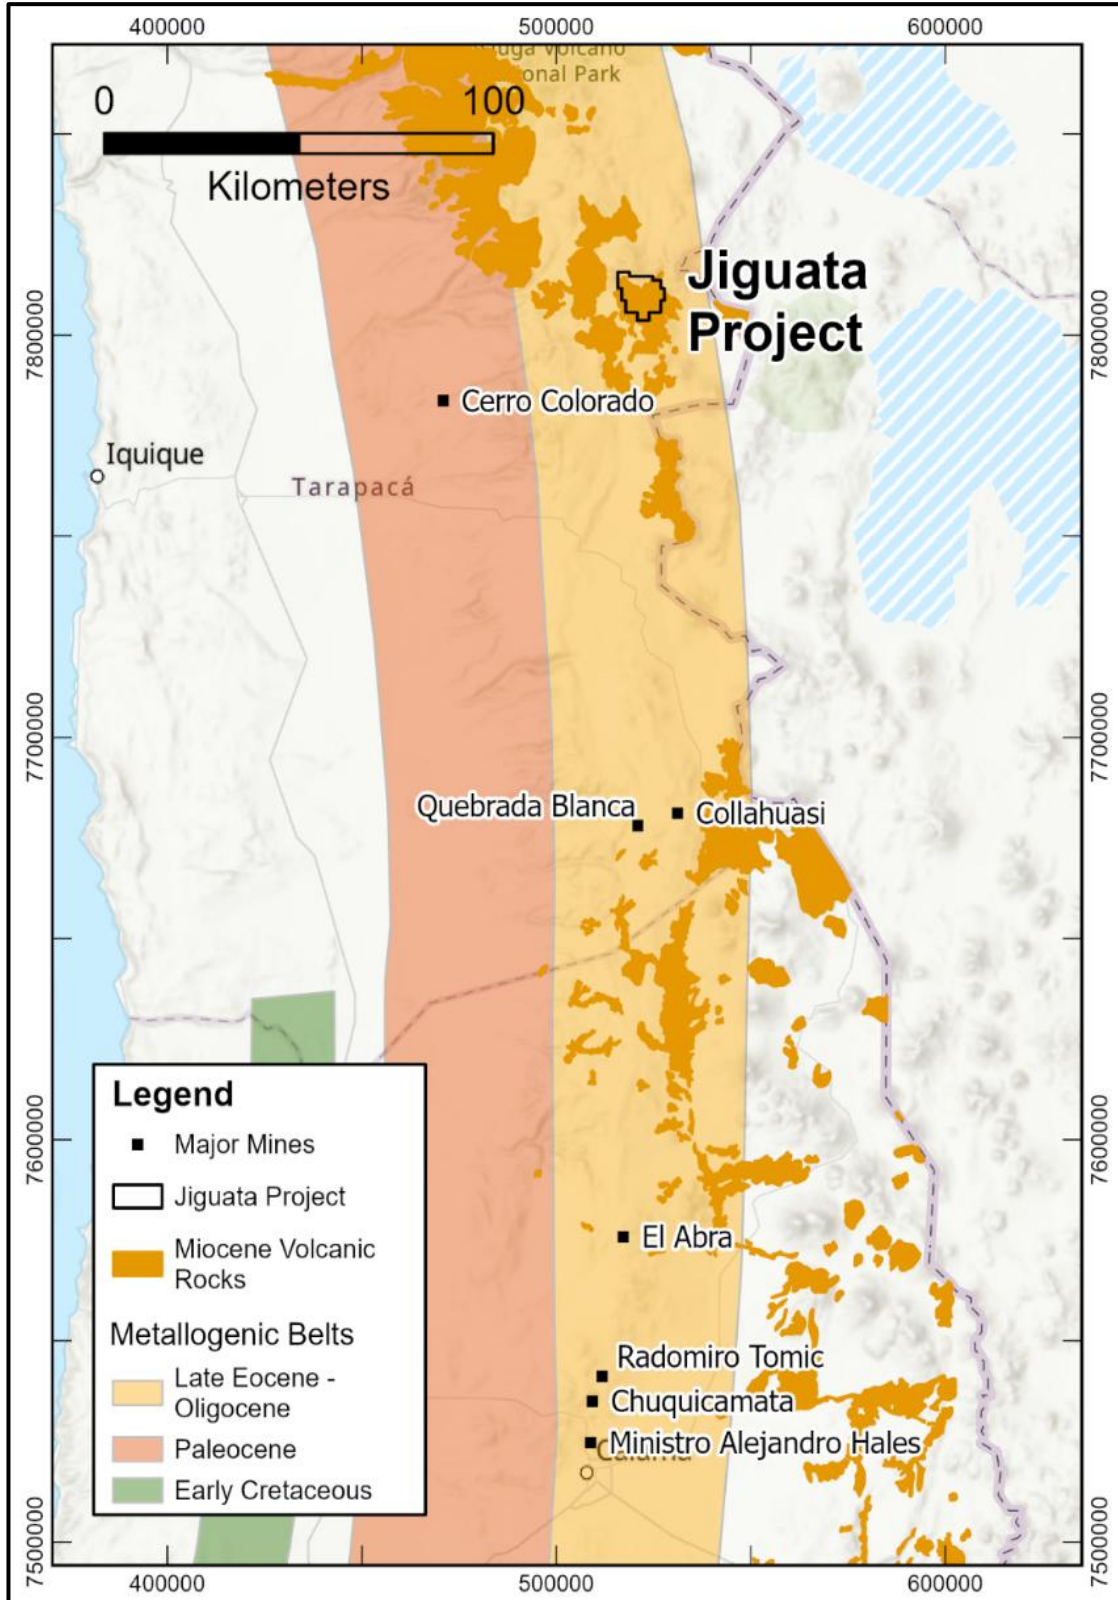 400000
500000
600000
onal Park
0
100
Kilometers
Jiguata
Project
7800000
7800000
Cerro Colorado
Iquique
Tarapacá
7700000
7700000
Quebrada Blanca
Collahuasi
7600000
7600000
El Abra
Radomiro Tomic
Chuquicamata
Ministro Alejandro Hales
Legend
Major Mines
Jiguata Project
Miocene Volcanic
Rocks
Metallogenic Belts
Late Eocene -
Oligocene
Paleocene
Early Cretaceous
7500000
7500000
400000
500000
600000